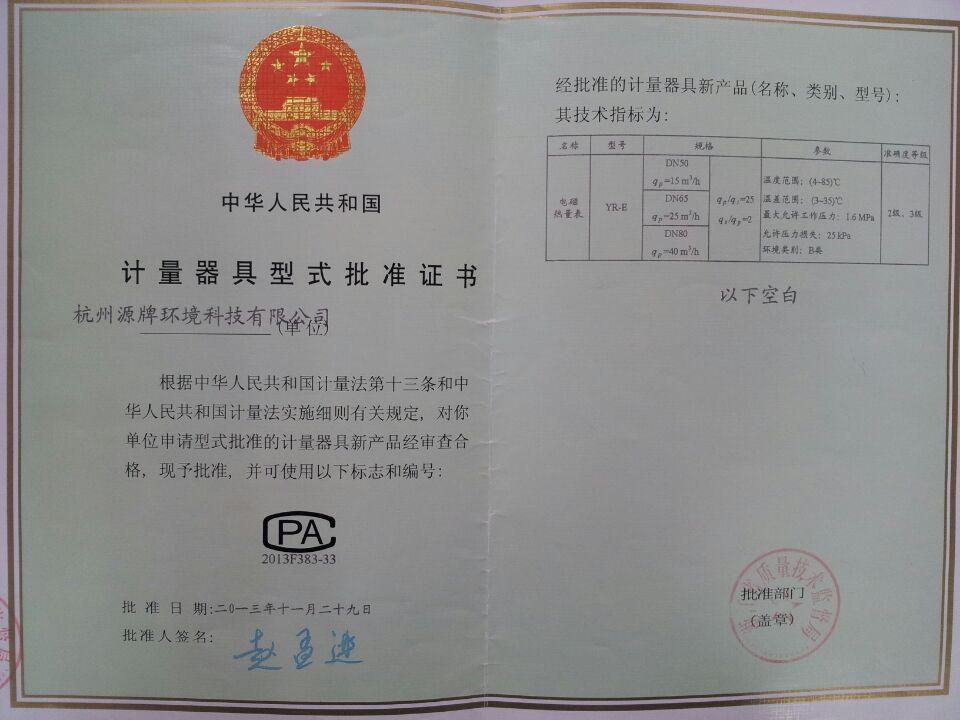 中华人民共和国
计量器具型式批准证书
杭州源牌环境科技有限公司
(单位)
根据中华人民共和国计量法第十三条和中
华人民共和国计量法实施细则有关规定, 对你
单位申请型式批准的计量器具新产品经审查合
格, 现予批准, 并可使用以下标志和编号:
CPA
2013F383-33
批准日期:二0一三年十一月二十九日
批准人签名:
经批准的计量器具新产品(名称、类别、型号);
其技术指标为:
名称 型号 规格 参数 准确度等级
电磁热量表 YR-E
DN50
qp=15 m³/h
DN65
qp=25 m³/h
DN80
qp=40 m³/h
qp/qi=25
qs/qp=2
温度范围: (4~85)℃
温差范围: (3~35)℃
最大允许工作压力: 1.6 MPa
允许压力损失: 25 kPa
环境类别: B类
2级、3级
以下空白
质量技术监督局
批准部门
(盖章)